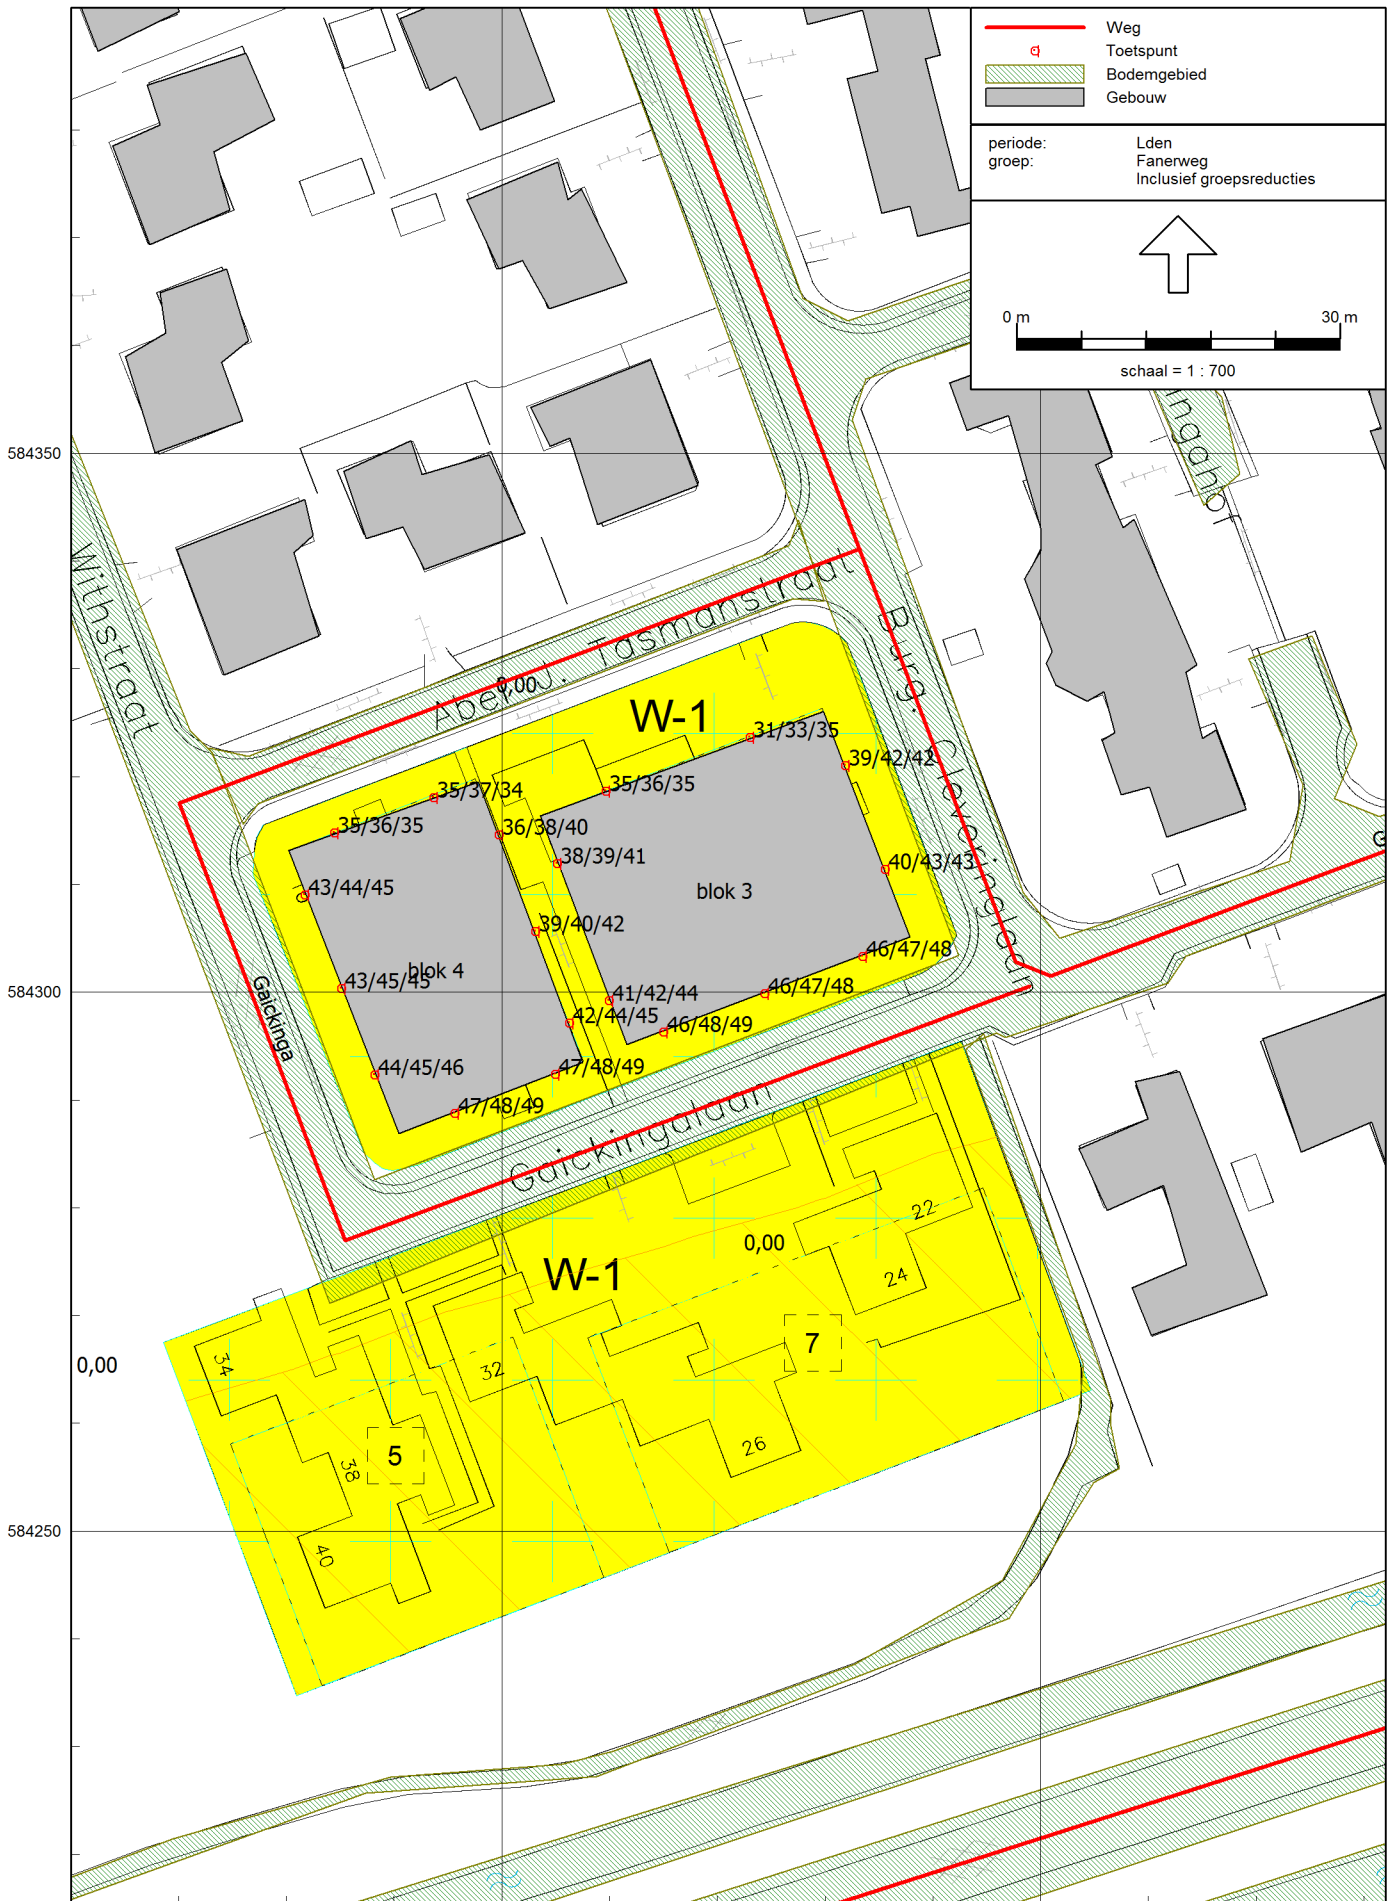 Weg
Toetspunt
Bodemgebied
Gebouw
periode: Lden
groep: Fanerweg
Inclusief groepsreducties
0 m 30 m
schaal = 1 : 700
ingahof
584350
Withstraat
Abel J. Tasmanstraat
0,00
Burg. Cleveringlaan
W-1
31/33/35
39/42/42
35/37/34
35/36/35
35/36/35
36/38/40
38/39/41
G
43/44/45
40/43/43
blok 3
39/40/42
46/47/48
blok 4
43/45/45
584300
46/47/48
41/42/44
Gaickinga
42/44/45
46/48/49
44/45/46
47/48/49
47/48/49
Gaickingalaan
22
0,00
W-1
24
7
34
32
0,00
26
5
38
584250
40